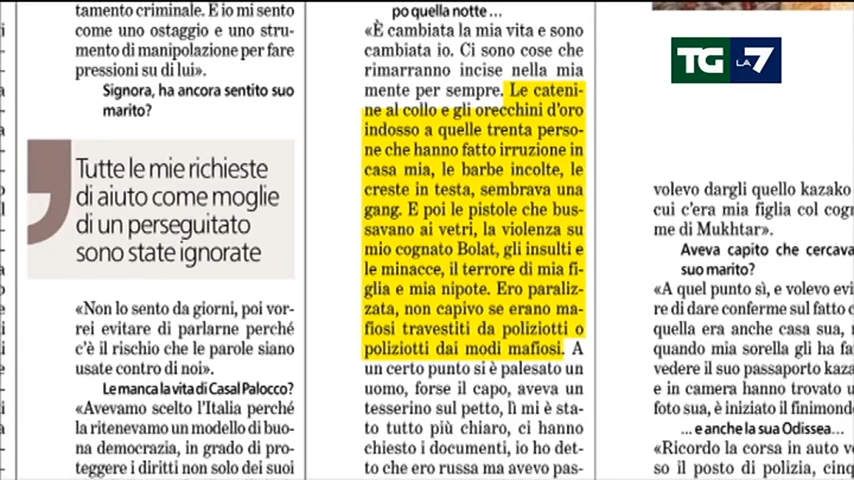 tamento criminale. E io mi sento
come uno ostaggio e uno stru-
mento di manipolazione per fare
pressioni su di lui».
Signora, ha ancora sentito suo
marito?
Tutte le mie richieste
di aiuto come moglie
di un perseguitato
sono state ignorate
«Non lo sento da giorni, poi vor-
rei evitare di parlarne perché
c'è il rischio che le parole siano
usate contro di noi».
Le manca la vita di Casal Palocco?
«Avevamo scelto l'Italia perché
la ritenevamo un modello di buo-
na democrazia, in grado di pro-
teggere i diritti non solo dei suoi
po quella notte...
«È cambiata la mia vita e sono
cambiata io. Ci sono cose che
rimarranno incise nella mia
mente per sempre. Le cateni-
ne al collo e gli orecchini d'oro
indosso a quelle trenta perso-
ne che hanno fatto irruzione in
casa mia, le barbe incolte, le
creste in testa, sembrava una
gang. E poi le pistole che bus-
savano ai vetri, la violenza su
mio cognato Bolat, gli insulti e
le minacce, il terrore di mia fi-
glia e mia nipote. Ero paraliz-
zata, non capivo se erano ma-
fiosi travestiti da poliziotti o
poliziotti dai modi mafiosi. A
un certo punto si è palesato un
uomo, forse il capo, aveva un
tesserino sul petto, lì mi è sta-
to tutto più chiaro, ci hanno
chiesto i documenti, io ho det-
to che ero russa ma avevo pas-
TG LA 7
volevo dargli quello kazako
cui c'era mia figlia col cogn
me di Mukhtar».
Aveva capito che cercava
suo marito?
«A quel punto sì, e volevo evi
re di dare conferme sul fatto c
quella era anche casa sua, n
quando mia sorella gli ha fa
vedere il suo passaporto kaza
e in camera hanno trovato u
foto sua, è iniziato il finimondo
... e anche la sua Odissea...
«Ricordo la corsa in auto ve
so il posto di polizia, cinq